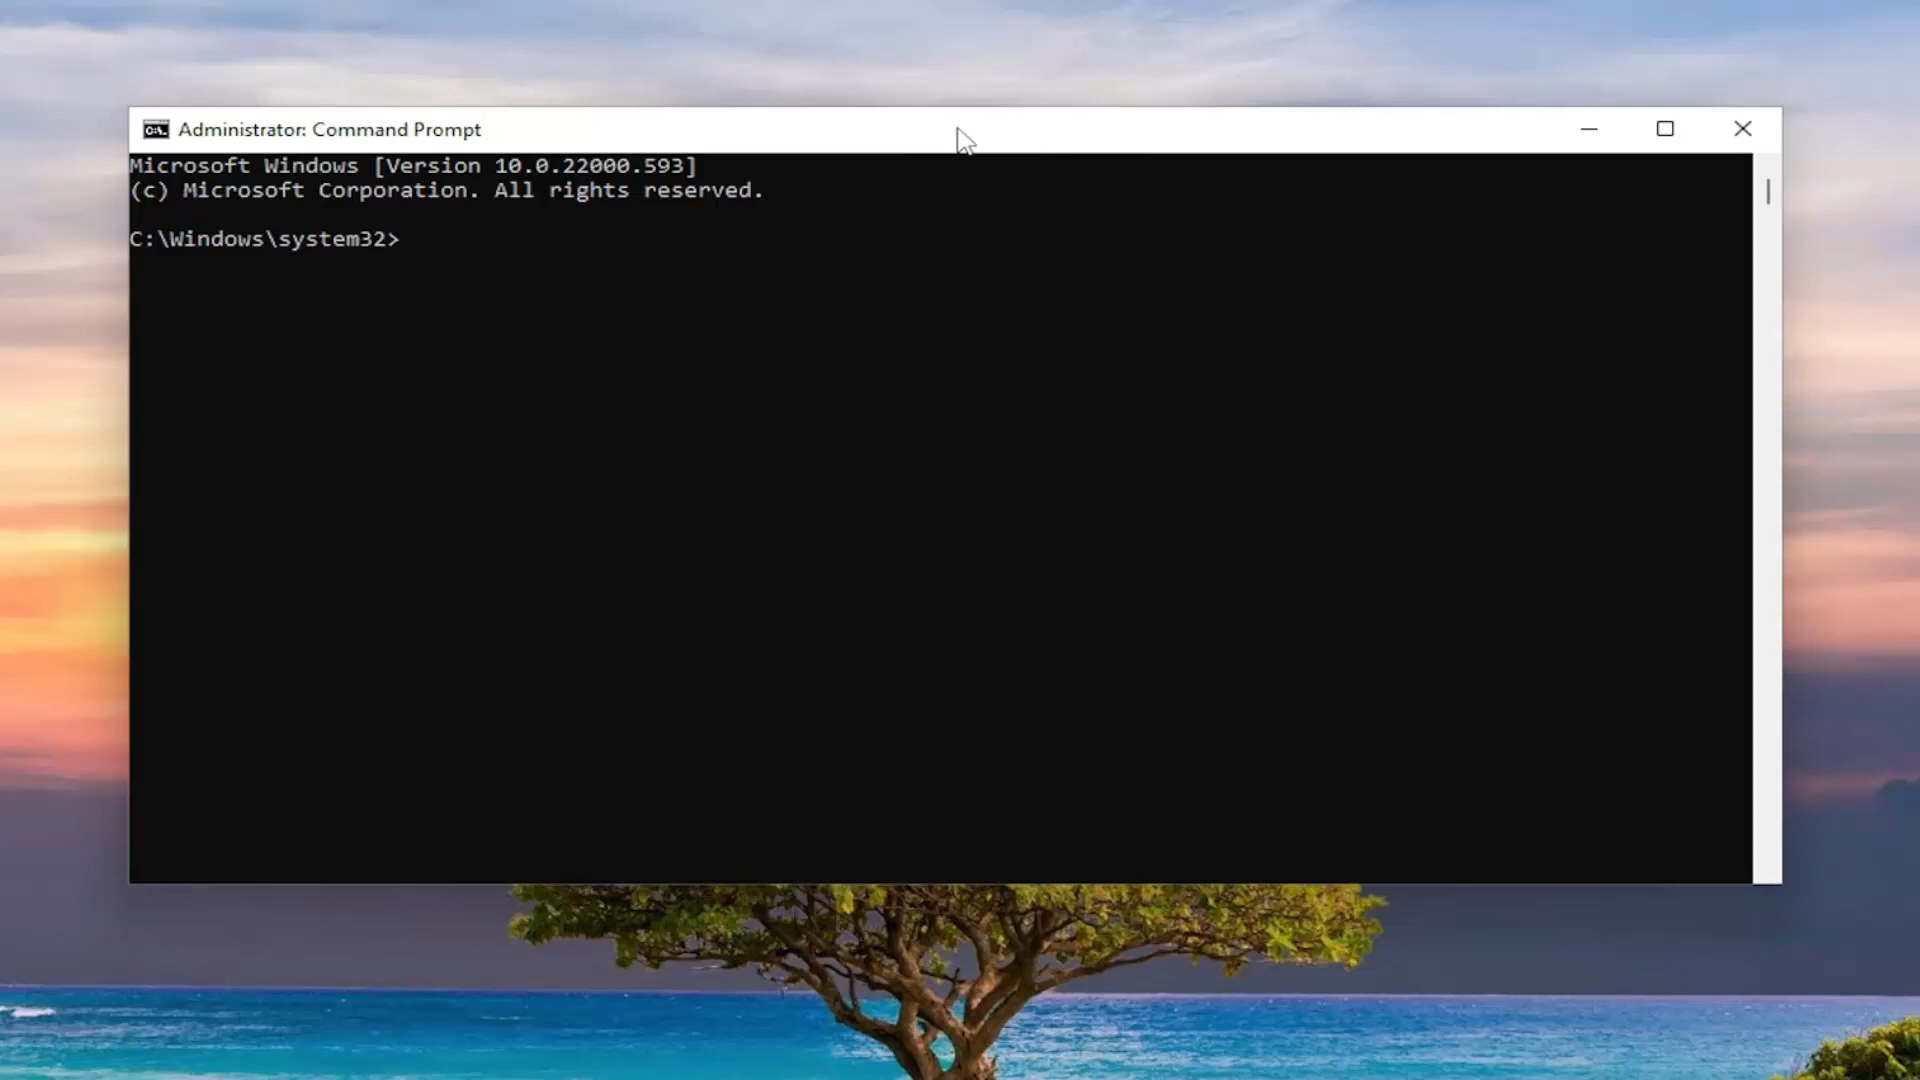 Administrator: Command Prompt
Microsoft Windows [Version 10.0.22000.593]
(c) Microsoft Corporation. All rights reserved.
C:\Windows\system32>